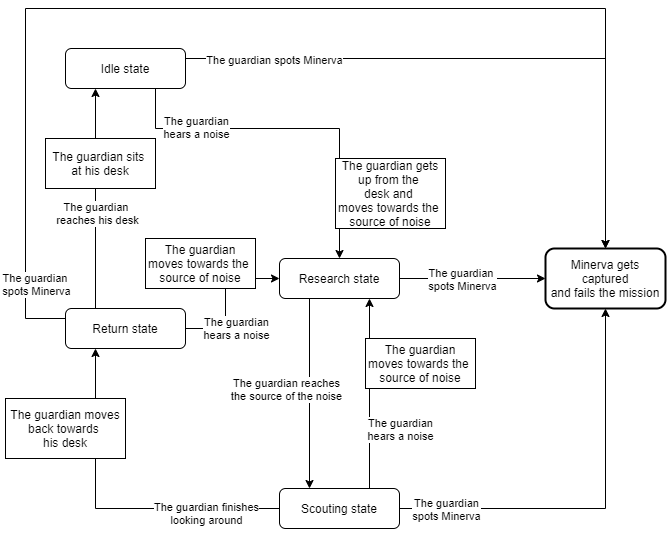 The guardian spots Minerva
Idle state
The guardian
hears a noise
The guardian sits
at his desk
The guardian gets
up from the
desk and
moves towards the
source of noise
The guardian
reaches his desk
The guardian
moves towards the
source of noise
The guardian
spots Minerva
Research state
The guardian
spots Minerva
Minerva gets
captured
and fails the mission
Return state
The guardian
hears a noise
The guardian
moves towards the
source of noise
The guardian reaches
the source of the noise
The guardian moves
back towards
his desk
The guardian
hears a noise
The guardian finishes
looking around
Scouting state
The guardian
spots Minerva